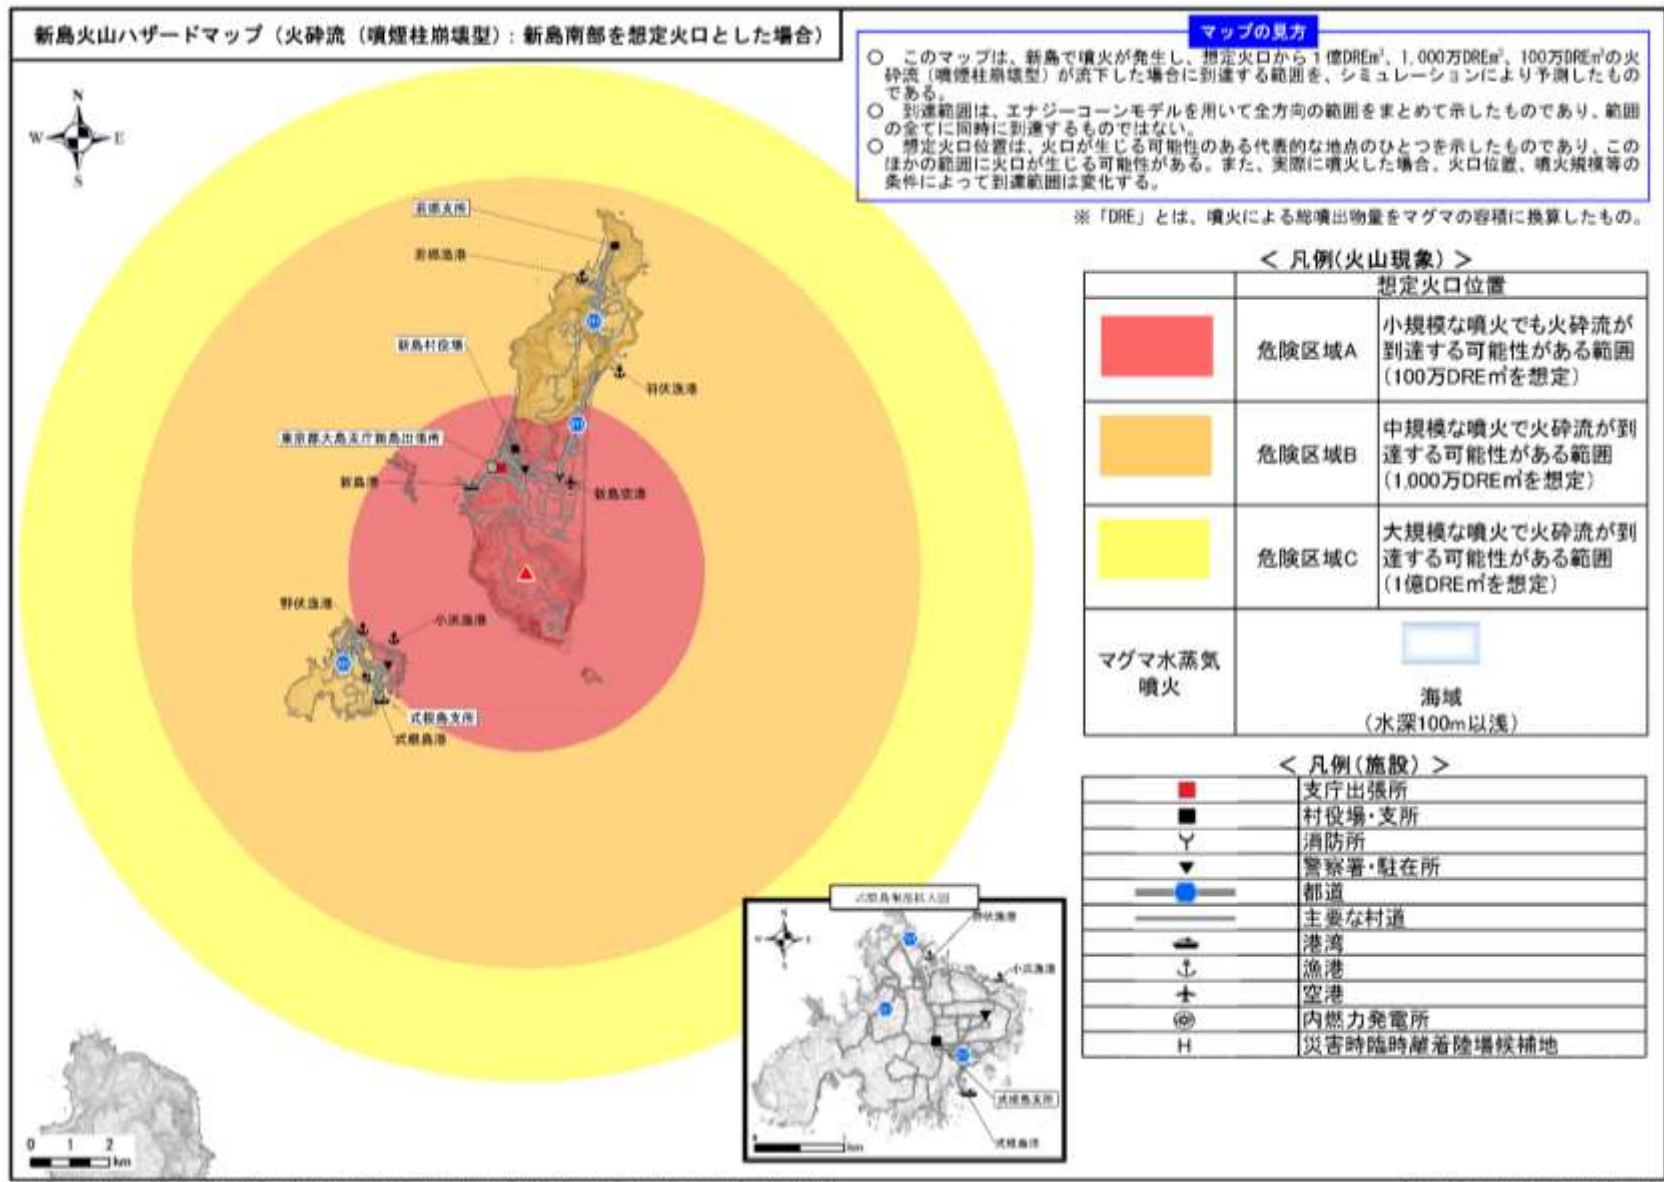 新島火山ハザードマップ（火砕流（噴煙柱崩壊型）：新島南部を想定火口とした場合）
マップの見方
○　このマップは、新島で噴火が発生し、想定火口から１億DREm³、1,000万DREm³、100万DREm³の火
砕流（噴煙柱崩壊型）が流下した場合に到達する範囲を、シミュレーションにより予測したもの
である。
○　到達範囲は、エナジーコーンモデルを用いて全方向の範囲をまとめて示したものであり、範囲
の全てに同時に到達するものではない。
○　想定火口位置は、火口が生じる可能性のある代表的な地点のひとつを示したものであり、この
ほかの範囲に火口が生じる可能性がある。また、実際に噴火した場合、火口位置、噴火規模等の
条件によって到達範囲は変化する。
※「DRE」とは、噴火による総噴出物量をマグマの容積に換算したもの。
N
W E
S
若郷支所
若郷漁港
新島村役場
羽伏漁港
東京都大島支庁新島出張所
新島港
新島空港
野伏漁港
小浜漁港
式根島支所
式根島港
0 1 2
km
＜ 凡例(火山現象) ＞
想定火口位置
危険区域A
小規模な噴火でも火砕流が
到達する可能性がある範囲
(100万DRE㎥を想定)
危険区域B
中規模な噴火で火砕流が到
達する可能性がある範囲
(1,000万DRE㎥を想定)
危険区域C
大規模な噴火で火砕流が到
達する可能性がある範囲
(1億DRE㎥を想定)
マグマ水蒸気
噴火
海域
(水深100m以浅)
＜ 凡例(施設) ＞
支庁出張所
村役場・支所
消防所
警察署・駐在所
都道
主要な村道
港湾
漁港
空港
内燃力発電所
H 災害時臨時離着陸場候補地
野伏漁港
小浜漁港
式根島支所
式根島港
km